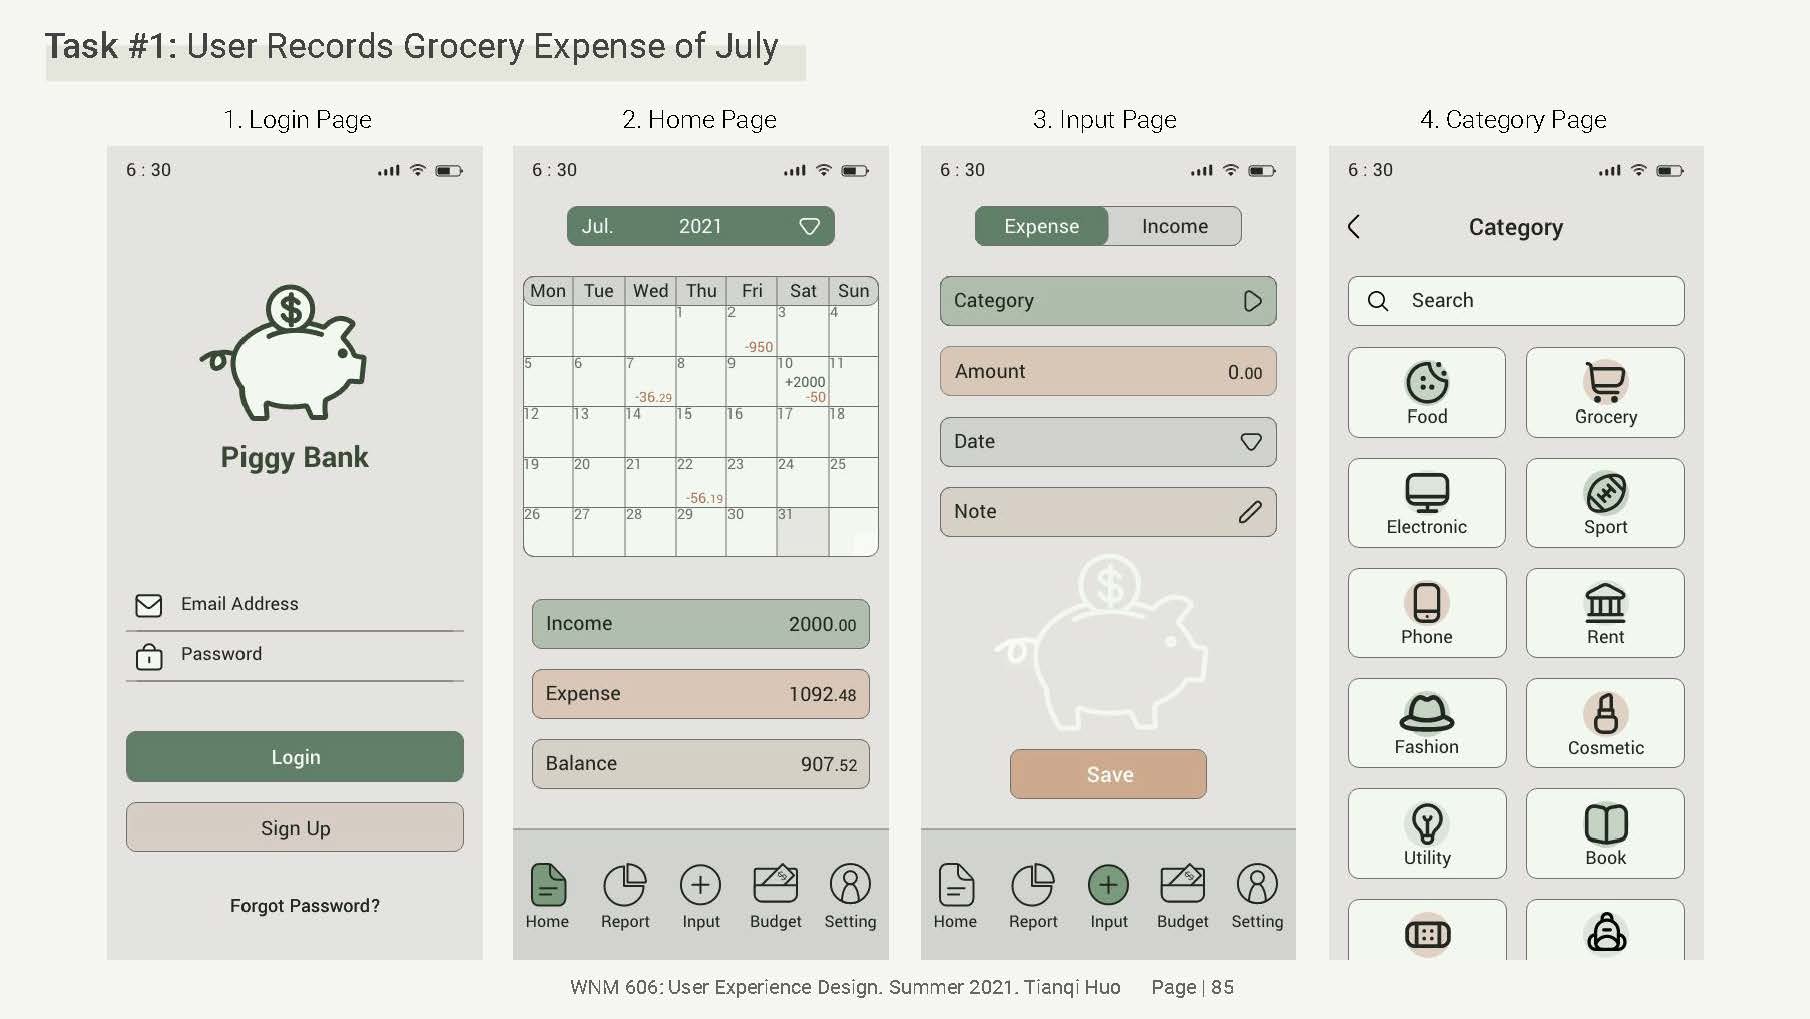 Task #1: User Records Grocery Expense of July
1. Login Page
6 : 30
$
Piggy Bank
Email Address
Password
Login
Sign Up
Forgot Password?
2. Home Page
6 : 30
Jul. 2021
Mon Tue Wed Thu Fri Sat Sun
1 2 3 4
-950
5 6 7 8 9 10 11
+2000
-36.29 -50
12 13 14 15 16 17 18
19 20 21 22 23 24 25
-56.19
26 27 28 29 30 31
Income 2000.00
Expense 1092.48
Balance 907.52
Home Report Input Budget Setting
3. Input Page
6 : 30
Expense Income
Category
Amount 0.00
Date
Note
$
Save
Home Report Input Budget Setting
4. Category Page
6 : 30
Category
Search
Food Grocery
Electronic Sport
Phone Rent
Fashion Cosmetic
Utility Book
WNM 606: User Experience Design. Summer 2021. Tianqi Huo Page | 85